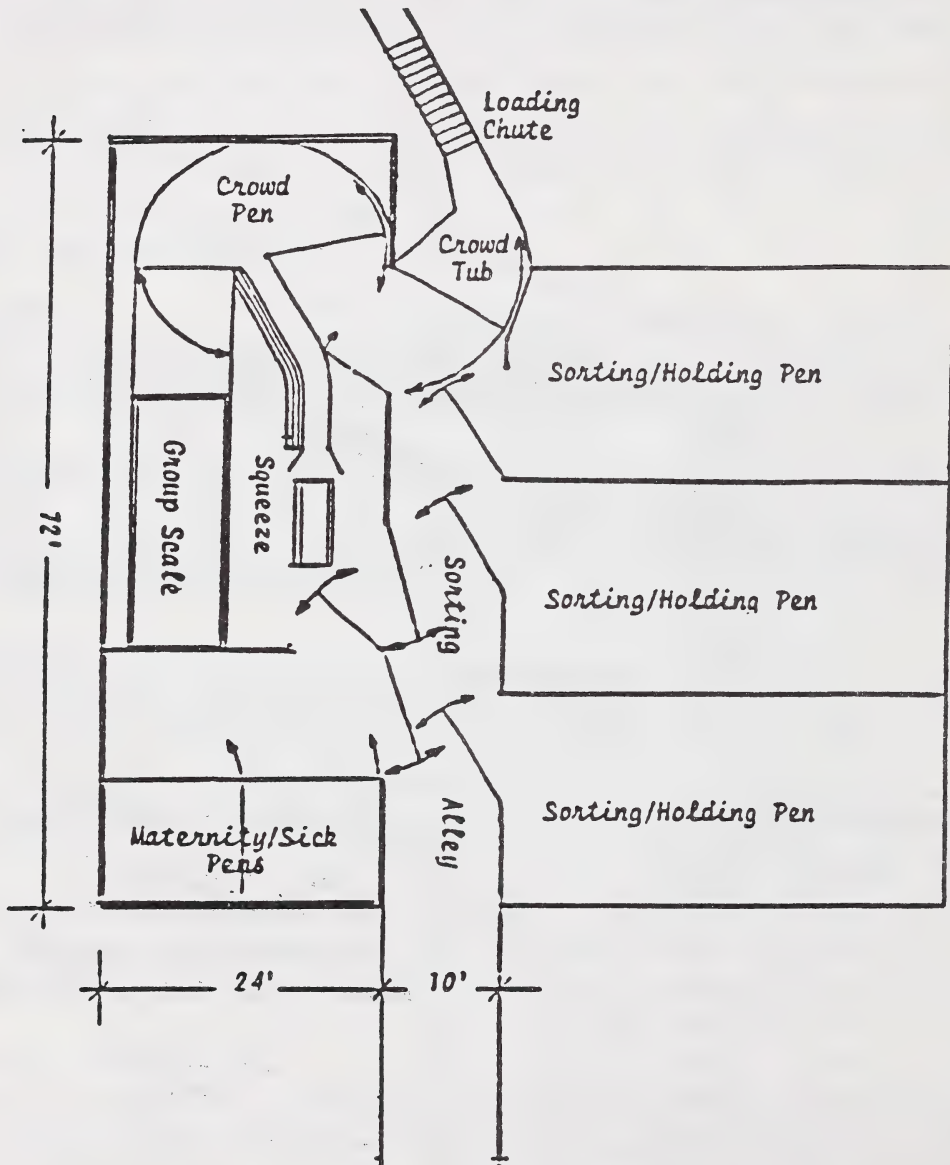 Loading
Chute
Crowd
Pen
Crowd
Tub
Sorting/Holding Pen
72'
Group Scale
Squeeze
Sorting
Sorting/Holding Pen
Alley
Sorting/Holding Pen
Maternity/Sick
Pens
24'
10'